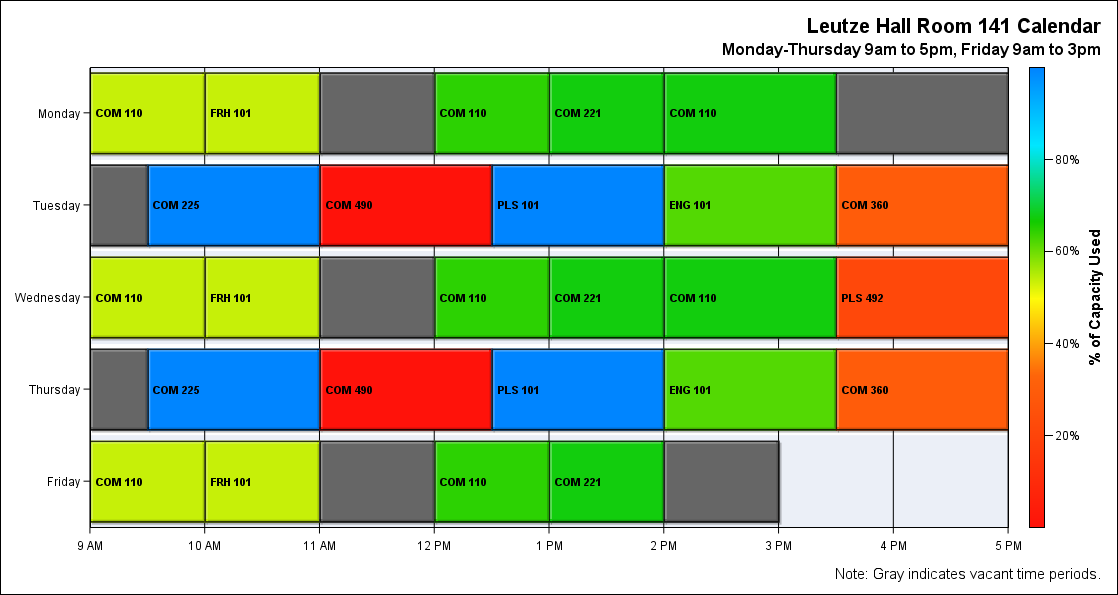 Leutze Hall Room 141 Calendar
Monday-Thursday 9am to 5pm, Friday 9am to 3pm
Monday
COM 110
FRH 101
COM 110
COM 221
COM 110
Tuesday
COM 225
COM 490
PLS 101
ENG 101
COM 360
Wednesday
COM 110
FRH 101
COM 110
COM 221
COM 110
PLS 492
Thursday
COM 225
COM 490
PLS 101
ENG 101
COM 360
Friday
COM 110
FRH 101
COM 110
COM 221
9 AM
10 AM
11 AM
12 PM
1 PM
2 PM
3 PM
4 PM
5 PM
80%
60%
40%
20%
% of Capacity Used
Note: Gray indicates vacant time periods.